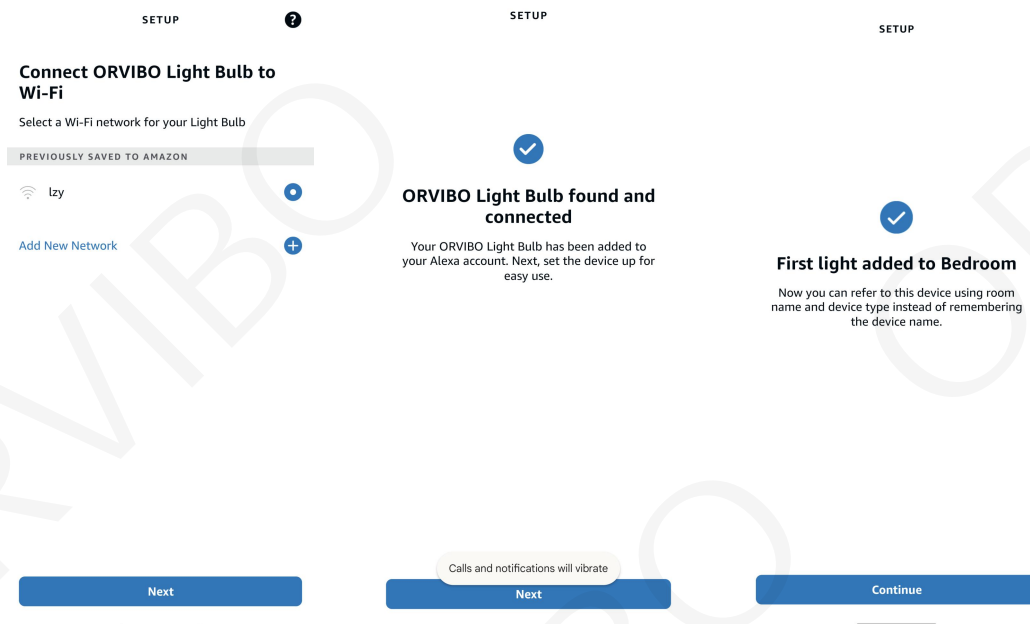 SETUP
?
Connect ORVIBO Light Bulb to
Wi-Fi
Select a Wi-Fi network for your Light Bulb
PREVIOUSLY SAVED TO AMAZON
lzy
Add New Network
Next
SETUP
ORVIBO Light Bulb found and
connected
Your ORVIBO Light Bulb has been added to
your Alexa account. Next, set the device up for
easy use.
Calls and notifications will vibrate
Next
SETUP
First light added to Bedroom
Now you can refer to this device using room
name and device type instead of remembering
the device name.
Continue
ORVIBO